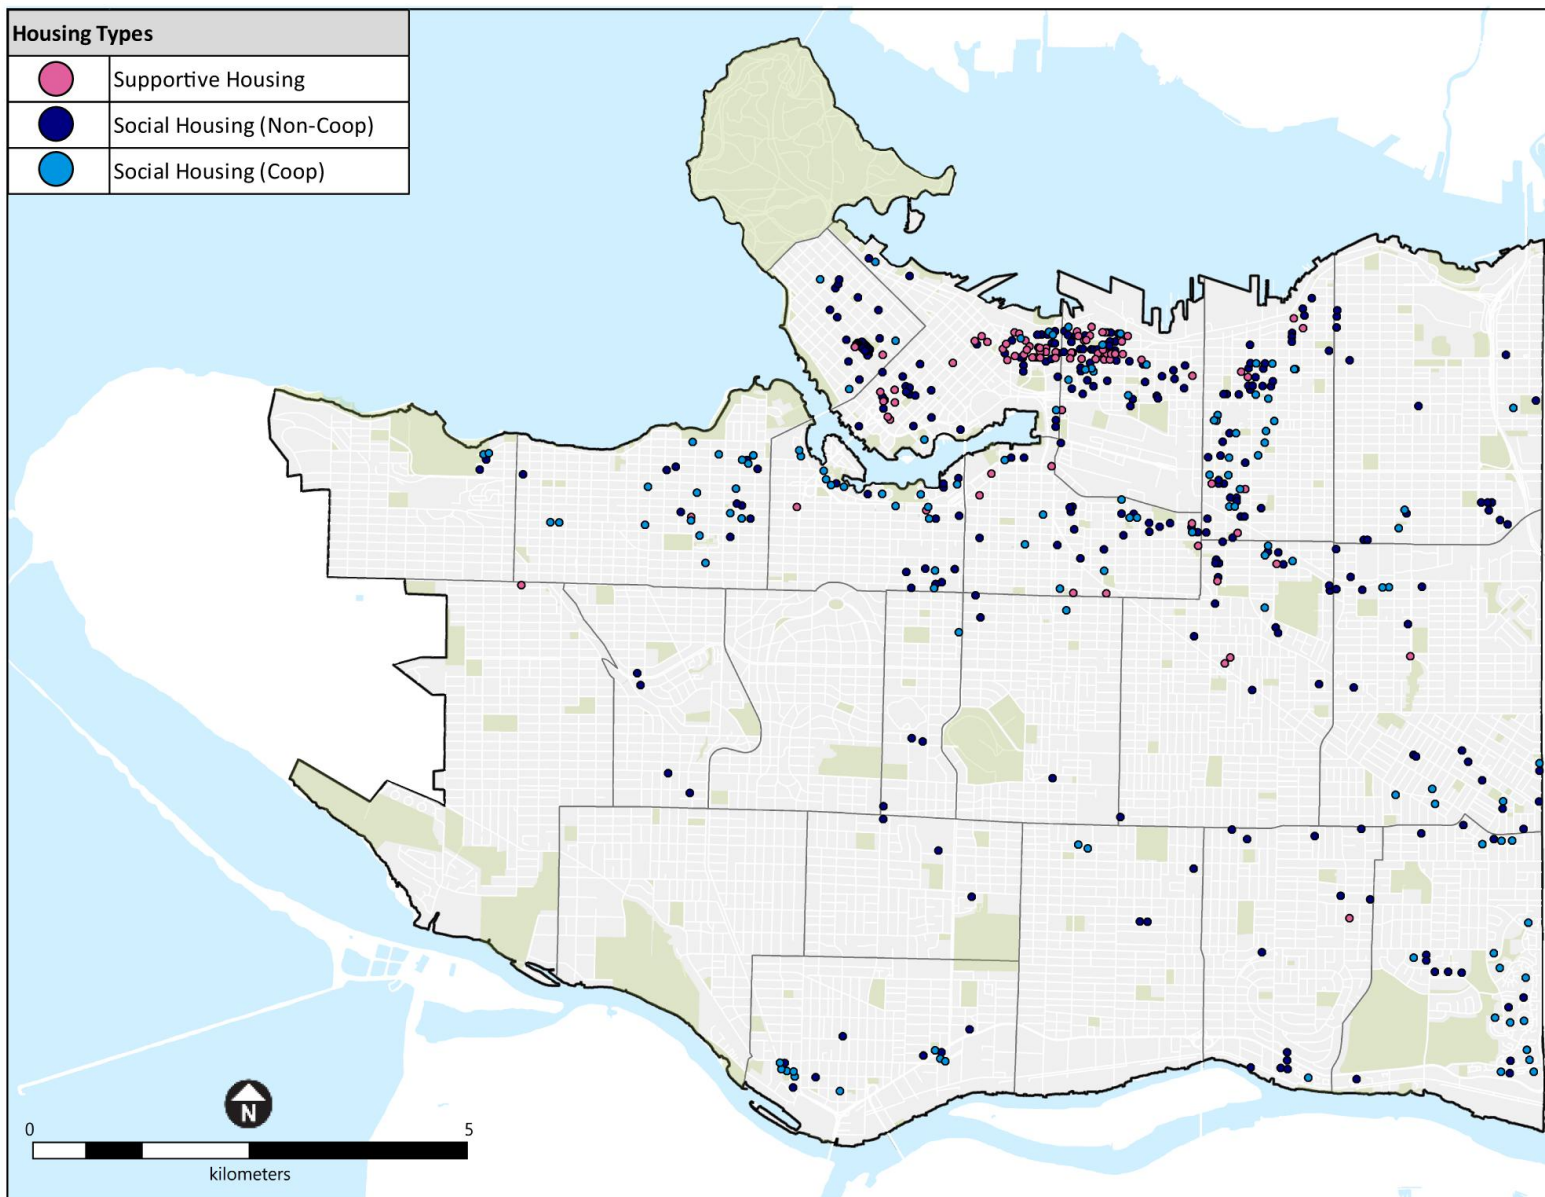 Housing Types
Supportive Housing
Social Housing (Non-Coop)
Social Housing (Coop)
N
0 5
kilometers